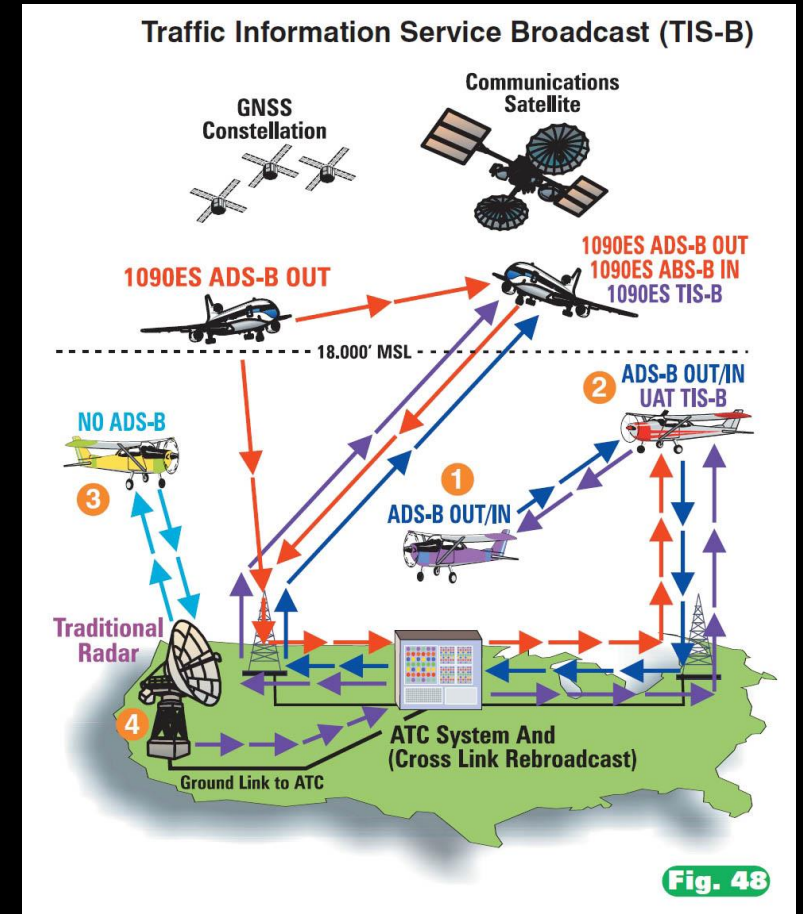 Traffic Information Service Broadcast (TIS-B)
Communications
Satellite
GNSS
Constellation
1090ES ADS-B OUT
1090ES ABS-B IN
1090ES TIS-B
1090ES ADS-B OUT
18.000' MSL
2
ADS-B OUT/IN
UAT TIS-B
NO ADS-B
3
1
ADS-B OUT/IN
Traditional
Radar
4
ATC System And
(Cross Link Rebroadcast)
Ground Link to ATC
Fig. 48